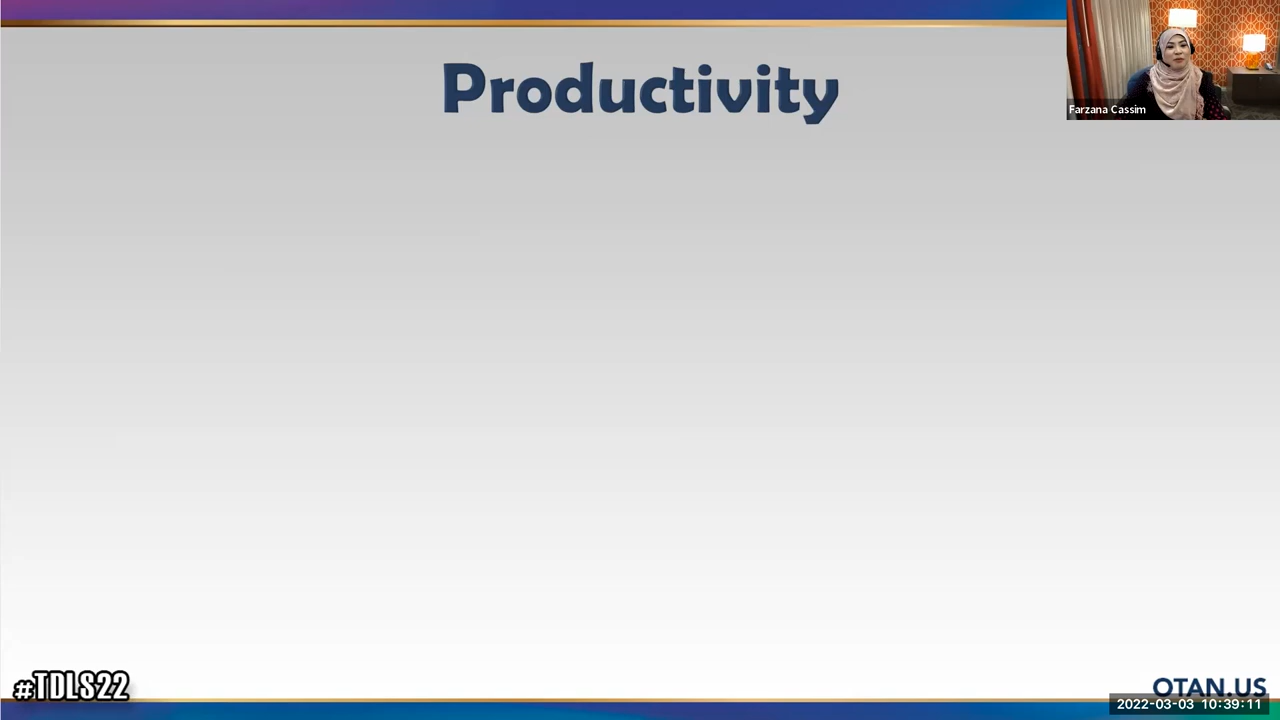 Productivity
Farzana Cassim
#TDLS22
OTAN.US
2022-03-03 10:39:11